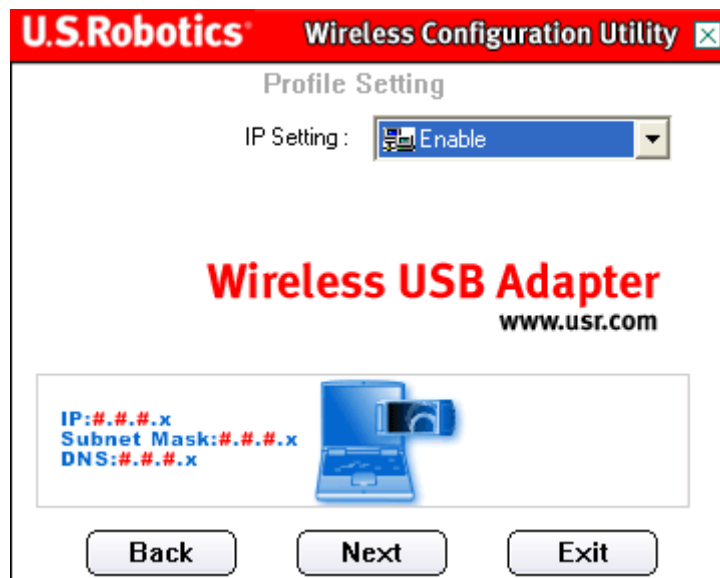 U.S.Robotics® Wireless Configuration Utility
Profile Setting
IP Setting : Enable
Wireless USB Adapter
www.usr.com
IP:#.#.#.x
Subnet Mask:#.#.#.x
DNS:#.#.#.x
Back Next Exit